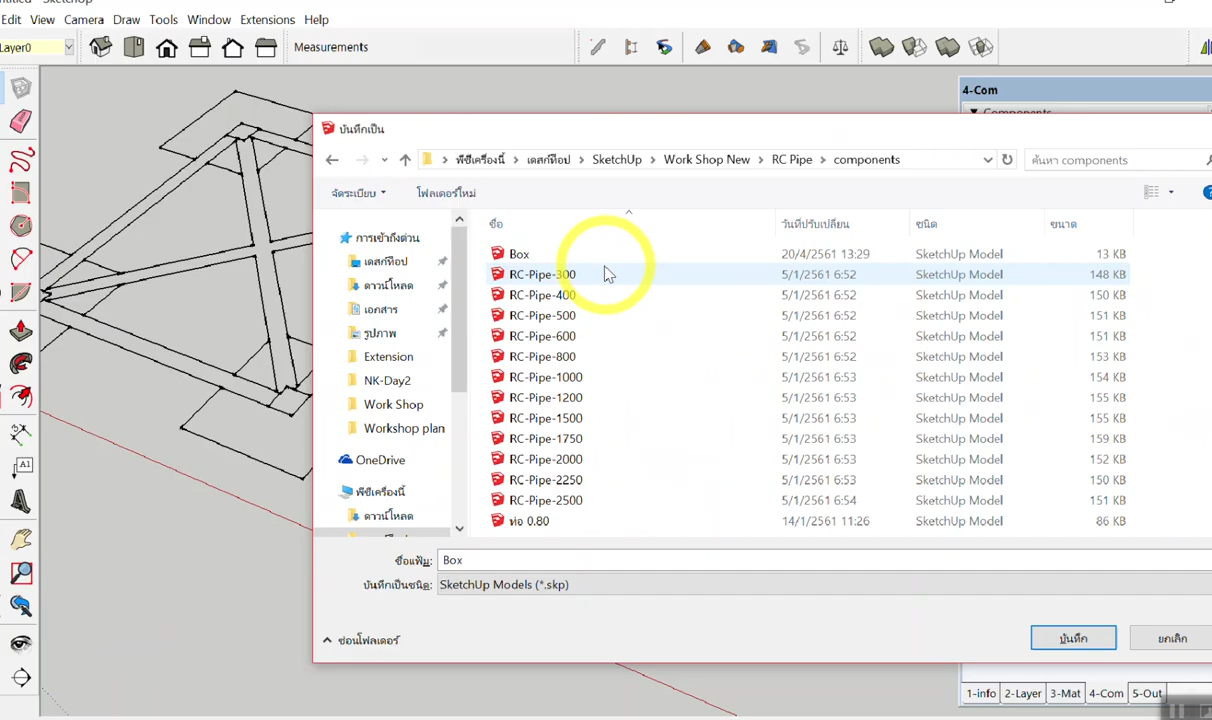 Edit View Camera Draw Tools Window Extensions Help
Layer0
Measurements
4-Com
Components
บันทึกเป็น
พีซีเครื่องนี้ › เดสก์ท็อป › SketchUp › Work Shop New › RC Pipe › components
ค้นหา components
จัดระเบียบ
โฟลเดอร์ใหม่
ชื่อ วันที่ปรับเปลี่ยน ชนิด ขนาด
การเข้าถึงด่วน
เดสก์ท็อป
ดาวน์โหลด
เอกสาร
รูปภาพ
Extension
NK-Day2
Work Shop
Workshop plan
OneDrive
พีซีเครื่องนี้
ดาวน์โหลด
Box 20/4/2561 13:29 SketchUp Model 13 KB
RC-Pipe-300 5/1/2561 6:52 SketchUp Model 148 KB
RC-Pipe-400 5/1/2561 6:52 SketchUp Model 150 KB
RC-Pipe-500 5/1/2561 6:52 SketchUp Model 151 KB
RC-Pipe-600 5/1/2561 6:52 SketchUp Model 151 KB
RC-Pipe-800 5/1/2561 6:52 SketchUp Model 153 KB
RC-Pipe-1000 5/1/2561 6:53 SketchUp Model 154 KB
RC-Pipe-1200 5/1/2561 6:53 SketchUp Model 155 KB
RC-Pipe-1500 5/1/2561 6:53 SketchUp Model 155 KB
RC-Pipe-1750 5/1/2561 6:53 SketchUp Model 159 KB
RC-Pipe-2000 5/1/2561 6:53 SketchUp Model 152 KB
RC-Pipe-2250 5/1/2561 6:53 SketchUp Model 150 KB
RC-Pipe-2500 5/1/2561 6:54 SketchUp Model 151 KB
ท่อ 0.80 14/1/2561 11:26 SketchUp Model 86 KB
ชื่อแฟ้ม: Box
บันทึกเป็นชนิด: SketchUp Models (*.skp)
ซ่อนโฟลเดอร์
บันทึก
ยกเลิก
A1
1-info 2-Layer 3-Mat 4-Com 5-Out